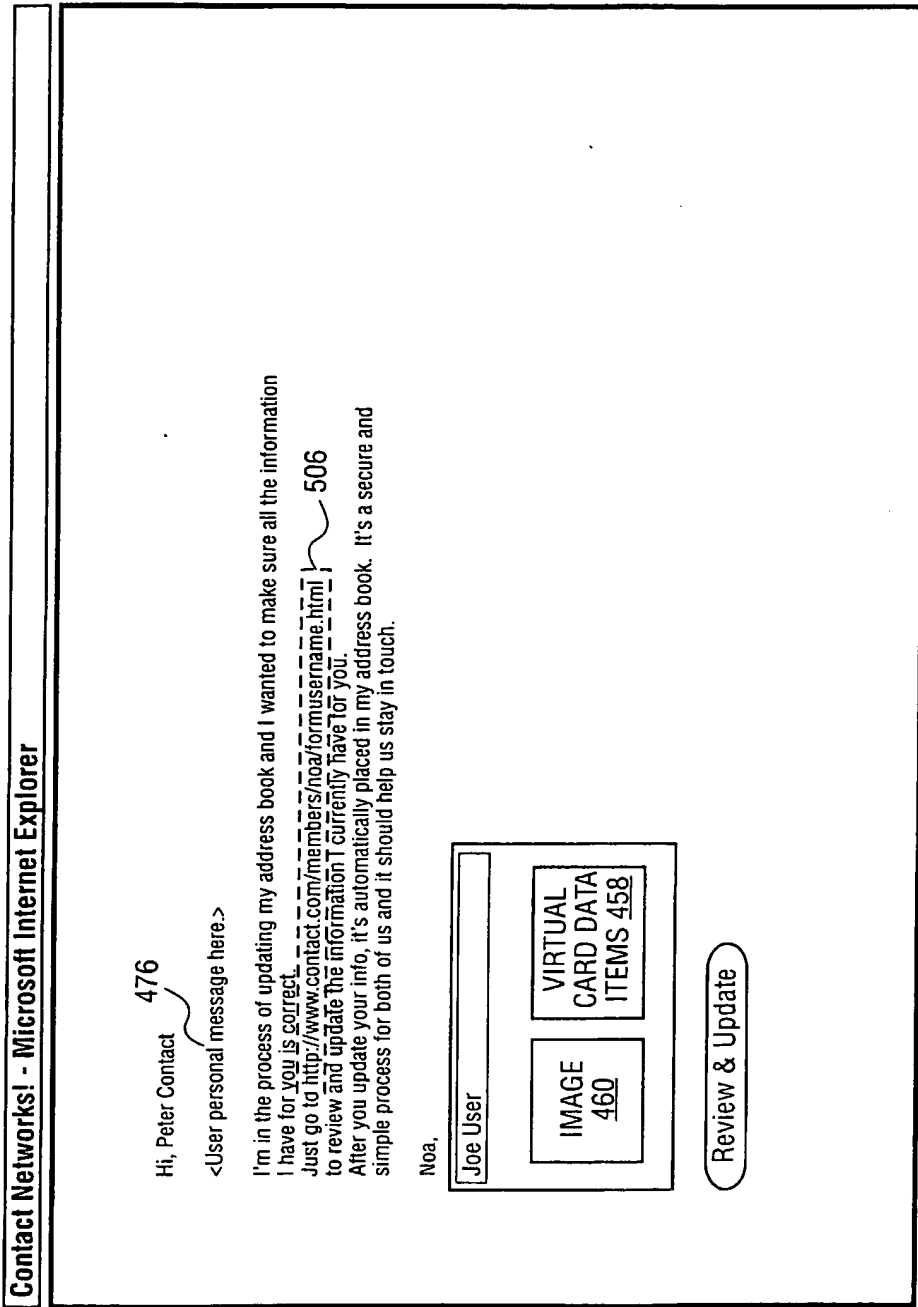 Contact Networks! - Microsoft Internet Explorer
Hi, Peter Contact
476
<User personal message here.>
I'm in the process of updating my address book and I wanted to make sure all the information
I have for you is correct.
Just go to http://www.contact.com/members/noa/formusername.html
506
to review and update the information I currently have for you.
After you update your info, it's automatically placed in my address book. It's a secure and
simple process for both of us and it should help us stay in touch.
Noa,
Joe User
IMAGE
460
VIRTUAL
CARD DATA
ITEMS 458
Review & Update